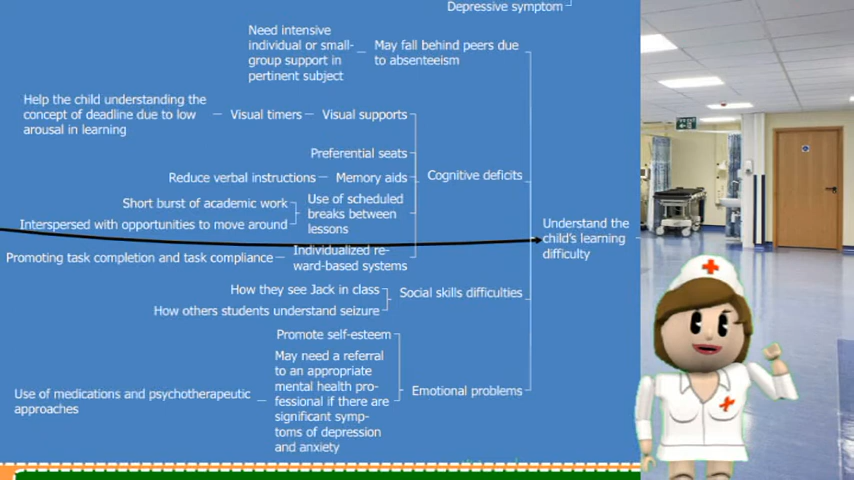 Depressive symptom
Need intensive
individual or small-
group support in
pertinent subject
May fall behind peers due
to absenteeism
Help the child understanding the
concept of deadline due to low
arousal in learning
Visual timers
Visual supports
Preferential seats
Reduce verbal instructions
Memory aids
Cognitive deficits
Short burst of academic work
Interspersed with opportunities to move around
Use of scheduled
breaks between
lessons
Understand the
child's learning
difficulty
Promoting task completion and task compliance
Individualized re-
ward-based systems
How they see Jack in class
How others students understand seizure
Social skills difficulties
Promote self-esteem
May need a referral
to an appropriate
mental health pro-
fessional if there are
significant symp-
toms of depression
and anxiety
Use of medications and psychotherapeutic
approaches
Emotional problems